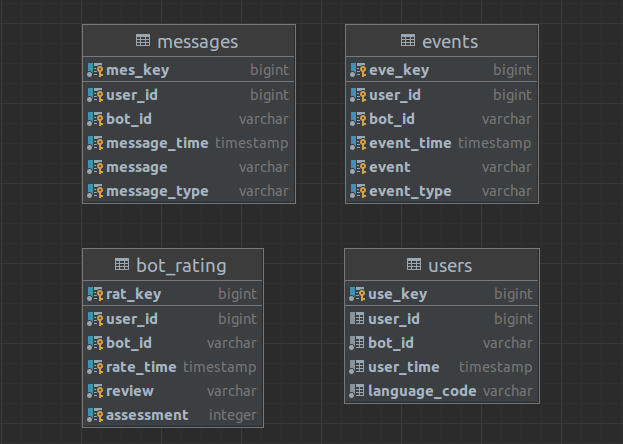 messages
mes_key bigint
user_id bigint
bot_id varchar
message_time timestamp
message varchar
message_type varchar
events
eve_key bigint
user_id bigint
bot_id varchar
event_time timestamp
event varchar
event_type varchar
bot_rating
rat_key bigint
user_id bigint
bot_id varchar
rate_time timestamp
review varchar
assessment integer
users
use_key bigint
user_id bigint
bot_id varchar
user_time timestamp
language_code varchar